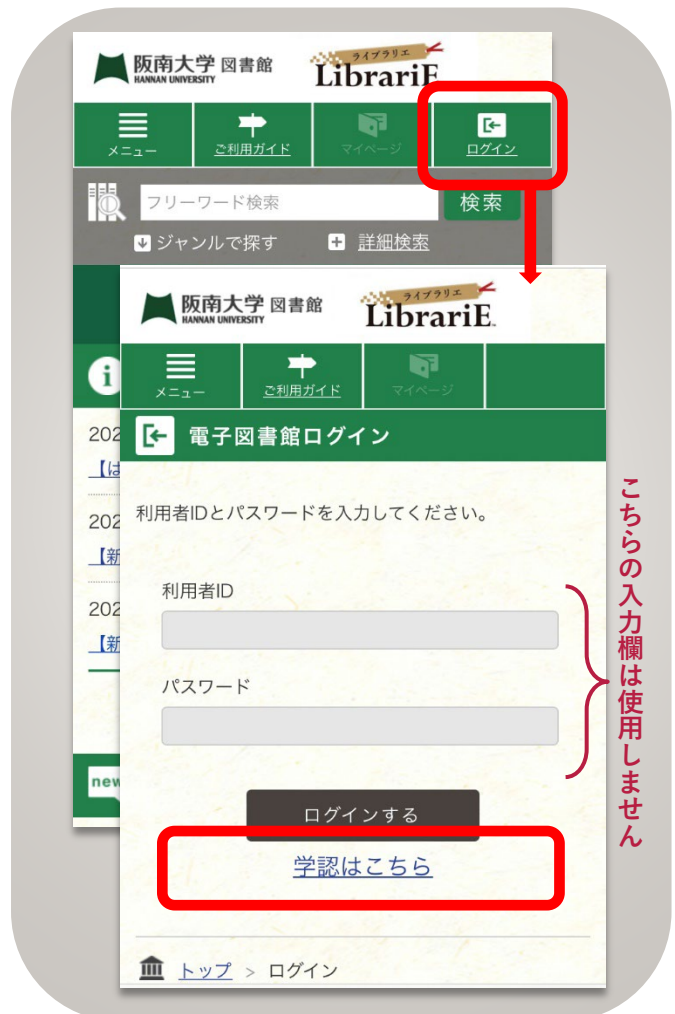 阪南大学 図書館
HANNAN UNIVERSITY
ライブラリエ
LibrariE
メニュー
ご利用ガイド
マイページ
ログイン
フリーワード検索
検索
ジャンルで探す
詳細検索
阪南大学 図書館
HANNAN UNIVERSITY
ライブラリエ
LibrariE
メニュー
ご利用ガイド
マイページ
電子図書館ログイン
202
【は
202
【新
202
【新
new
利用者IDとパスワードを入力してください。
利用者ID
パスワード
こちらの入力欄は使用しません
ログインする
学認はこちら
トップ > ログイン